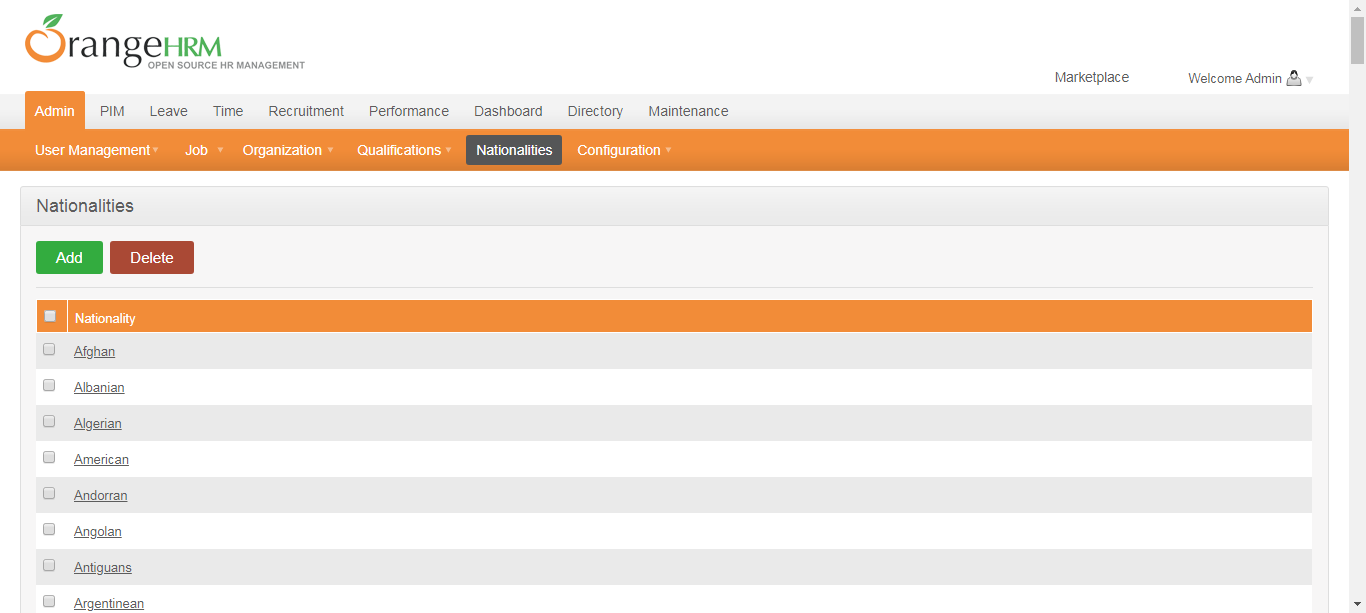 OrangeHRM
OPEN SOURCE HR MANAGEMENT
Marketplace Welcome Admin
Admin PIM Leave Time Recruitment Performance Dashboard Directory Maintenance
User Management Job Organization Qualifications Nationalities Configuration
Nationalities
Add Delete
Nationality
Afghan
Albanian
Algerian
American
Andorran
Angolan
Antiguans
Argentinean